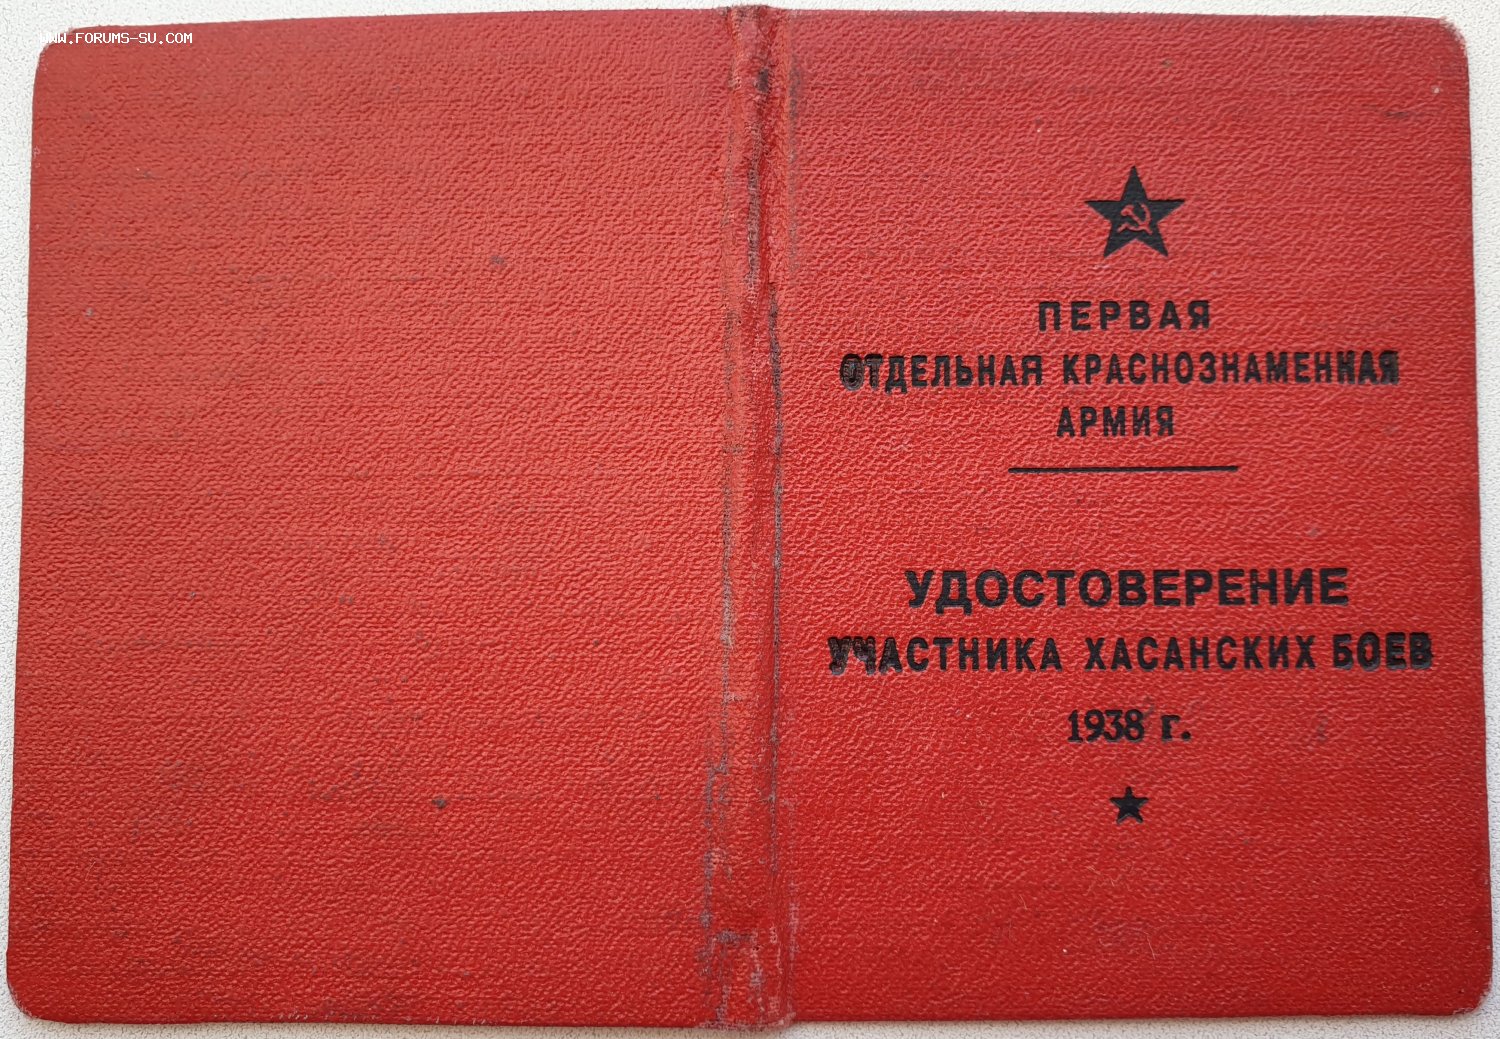 WWW.FORUMS-SU.COM
ПЕРВАЯ
ОТДЕЛЬНАЯ КРАСНОЗНАМЕННАЯ
АРМИЯ
УДОСТОВЕРЕНИЕ
УЧАСТНИКА ХАСАНСКИХ БОЕВ
1938 г.